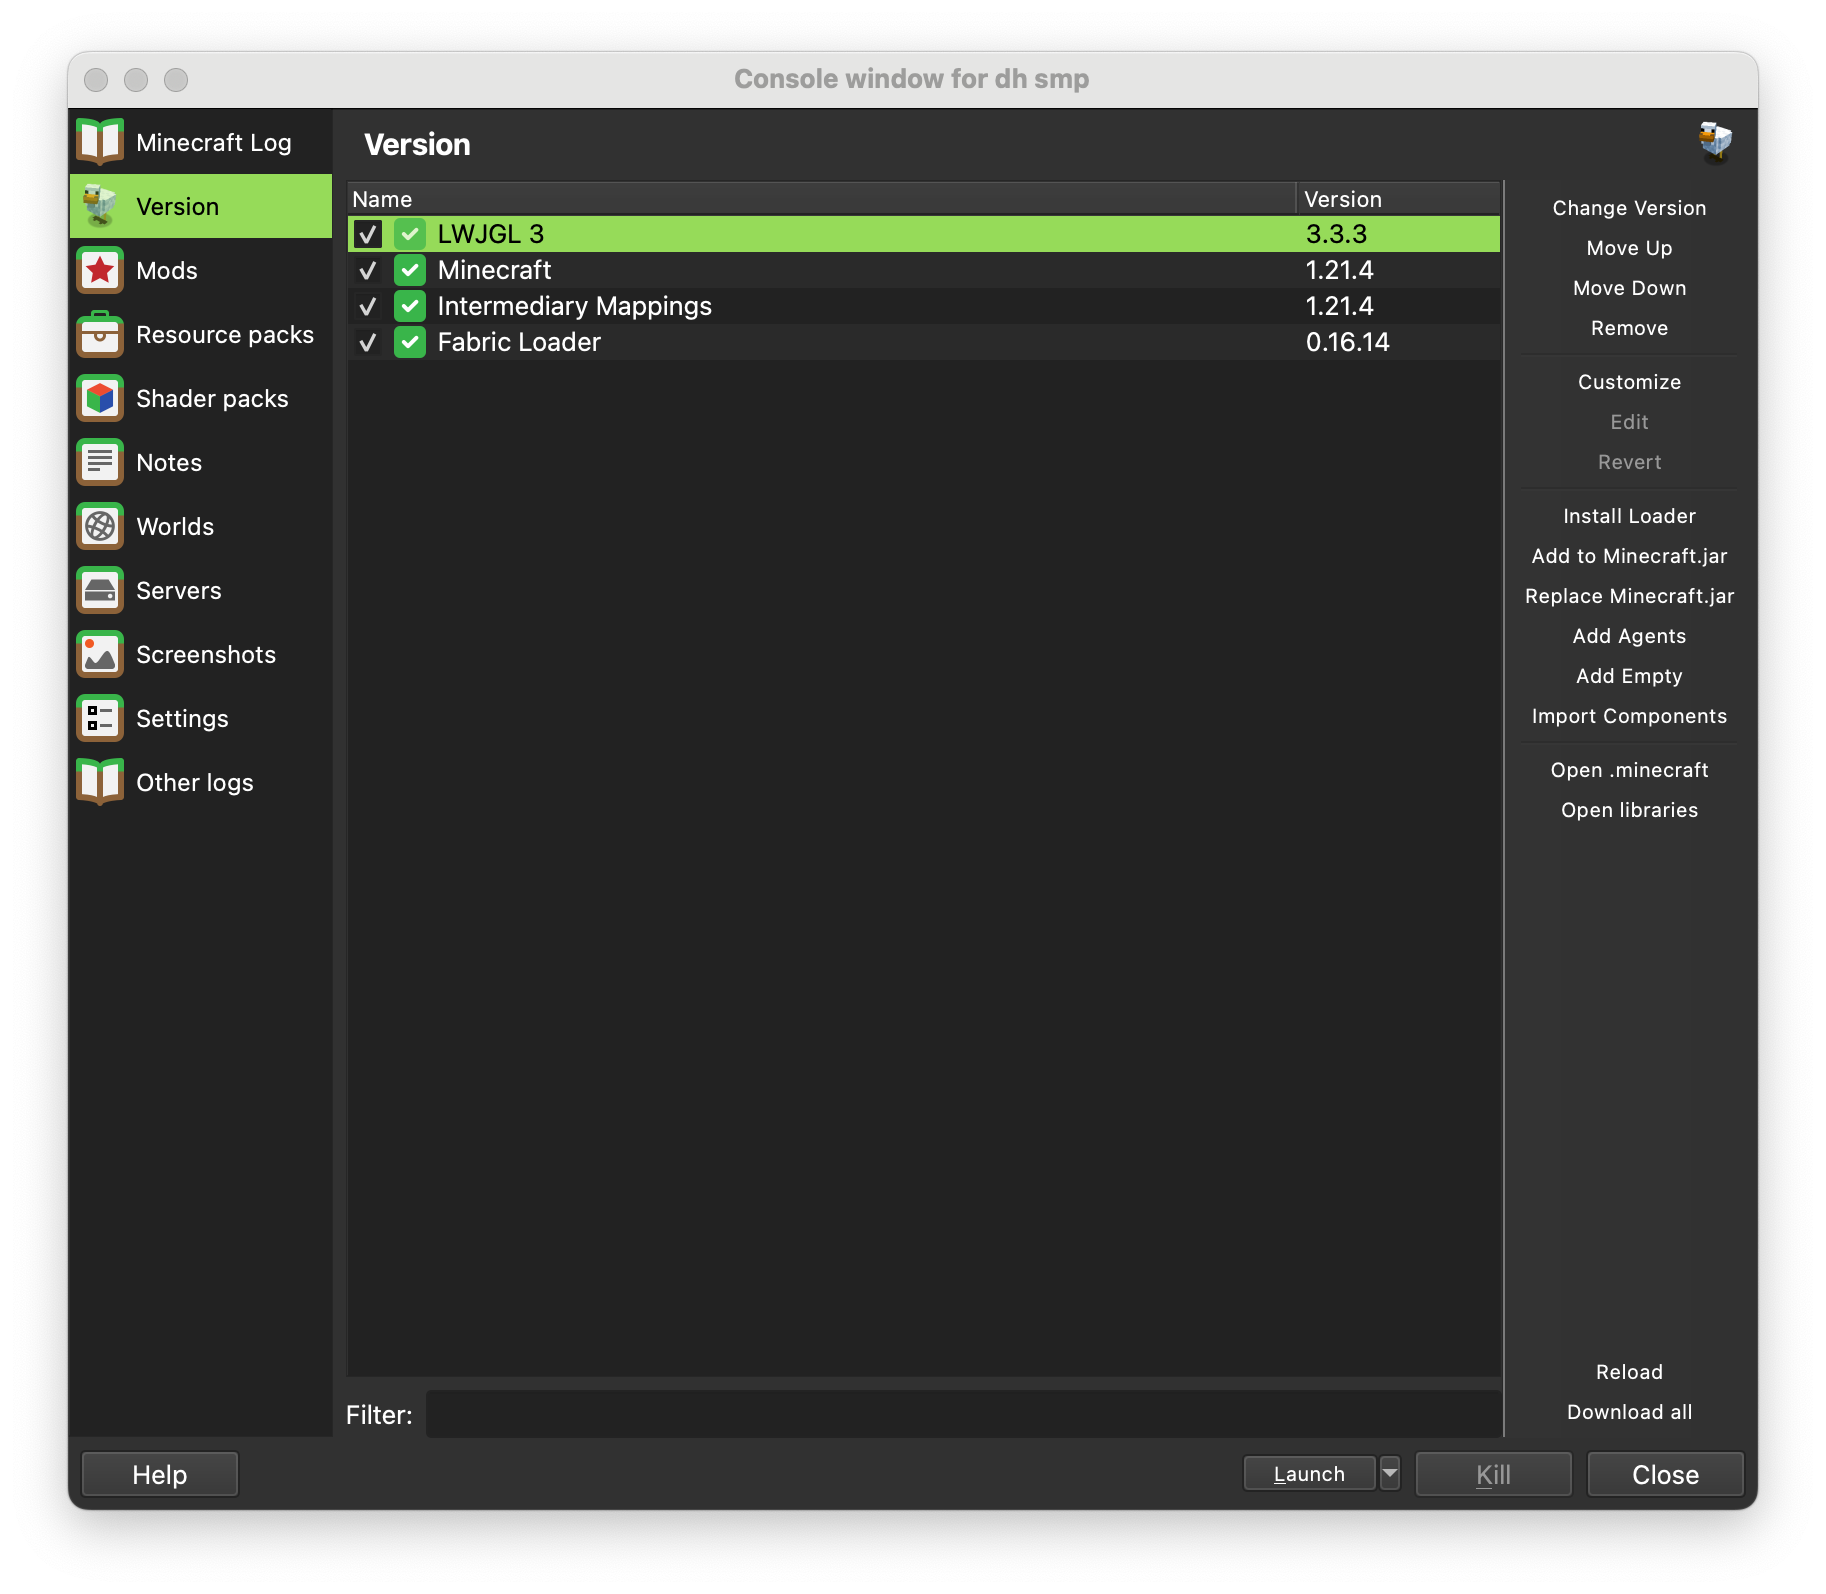 Console window for dh smp
Minecraft Log
Version
Mods
Resource packs
Shader packs
Notes
Worlds
Servers
Screenshots
Settings
Other logs
Version
Name Version
LWJGL 3 3.3.3
Minecraft 1.21.4
Intermediary Mappings 1.21.4
Fabric Loader 0.16.14
Filter:
Change Version
Move Up
Move Down
Remove
Customize
Edit
Revert
Install Loader
Add to Minecraft.jar
Replace Minecraft.jar
Add Agents
Add Empty
Import Components
Open .minecraft
Open libraries
Reload
Download all
Help
Launch
Kill
Close